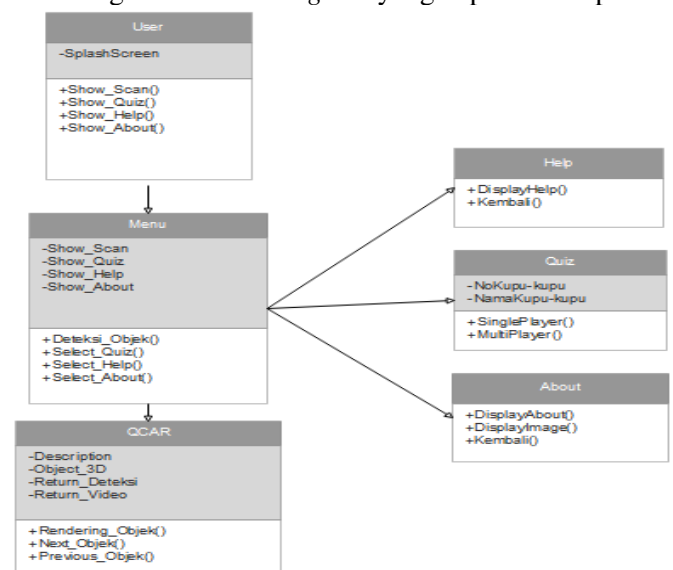 User
-SplashScreen
+Show_Scan()
+Show_Quiz()
+Show_Help()
+Show_About()
Menu
-Show_Scan
-Show_Quiz
-Show_Help
-Show_About
+Deteksi_Objek()
+Select_Quiz()
+Select_Help()
+Select_About()
QCAR
-Description
-Object_3D
-Return_Deteksi
-Return_Video
+Rendering_Objek()
+Next_Objek()
+Previous_Objek()
Help
+DisplayHelp()
+Kembali()
Quiz
-NoKupu-kupu
-NamaKupu-kupu
+SinglePlayer()
+MultiPlayer()
About
+DisplayAbout()
+DisplayImage()
+Kembali()